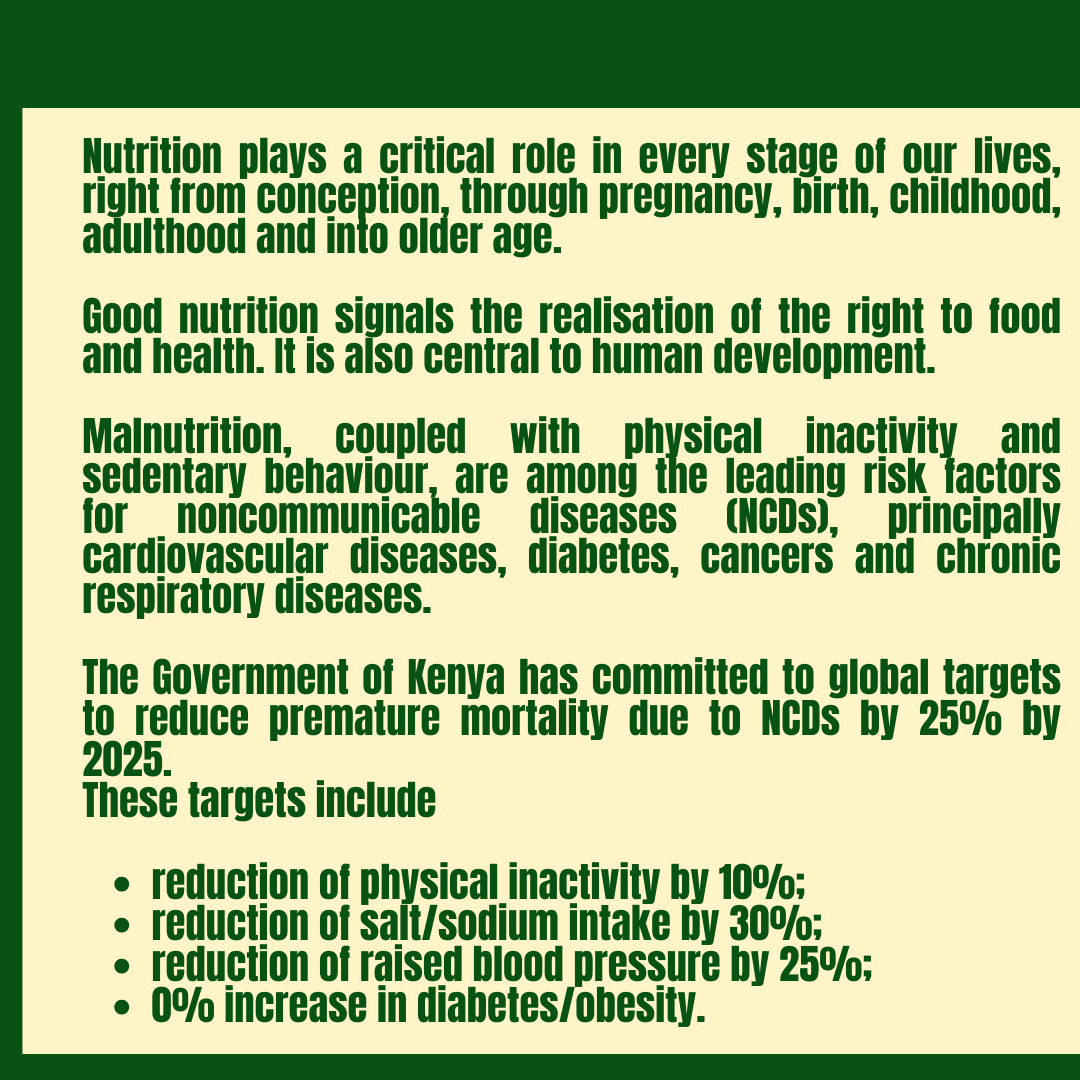 Nutrition plays a critical role in every stage of our lives,
right from conception, through pregnancy, birth, childhood,
adulthood and into older age.
Good nutrition signals the realisation of the right to food
and health. It is also central to human development.
Malnutrition, coupled with physical inactivity and
sedentary behaviour, are among the leading risk factors
for noncommunicable diseases (NCDs), principally
cardiovascular diseases, diabetes, cancers and chronic
respiratory diseases.
The Government of Kenya has committed to global targets
to reduce premature mortality due to NCDs by 25% by
2025.
These targets include
• reduction of physical inactivity by 10%;
• reduction of salt/sodium intake by 30%;
• reduction of raised blood pressure by 25%;
• 0% increase in diabetes/obesity.